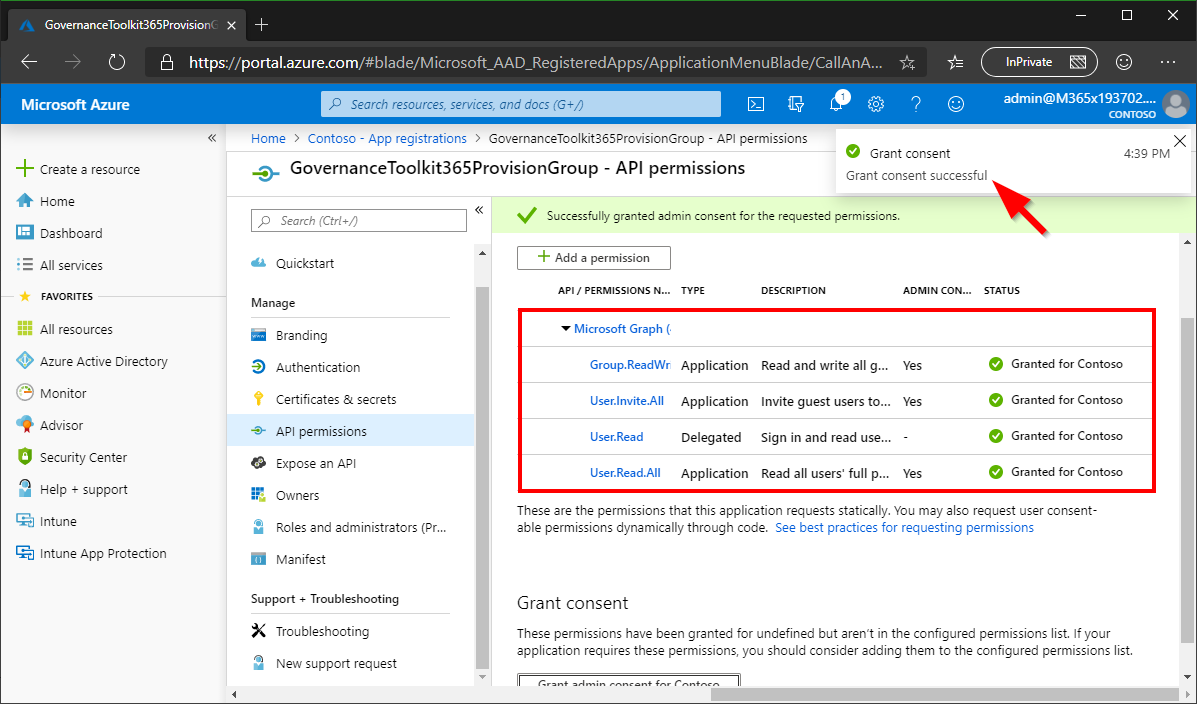 GovernanceToolkit365ProvisionG
https://portal.azure.com/#blade/Microsoft_AAD_RegisteredApps/ApplicationMenuBlade/CallAnA...
InPrivate
Microsoft Azure
Search resources, services, and docs (G+/)
1
admin@M365x193702....
CONTOSO
Home > Contoso - App registrations > GovernanceToolkit365ProvisionGroup - API permissions
GovernanceToolkit365ProvisionGroup - API permissions
Grant consent
4:39 PM
Grant consent successful
Create a resource
Home
Dashboard
All services
FAVORITES
All resources
Azure Active Directory
Monitor
Advisor
Security Center
Help + support
Intune
Intune App Protection
Search (Ctrl+/)
Quickstart
Manage
Branding
Authentication
Certificates & secrets
API permissions
Expose an API
Owners
Roles and administrators (Pr...
Manifest
Support + Troubleshooting
Troubleshooting
New support request
Successfully granted admin consent for the requested permissions.
Add a permission
API / PERMISSIONS N... TYPE DESCRIPTION ADMIN CON... STATUS
Microsoft Graph (
Group.ReadWr Application Read and write all g... Yes Granted for Contoso
User.Invite.All Application Invite guest users to... Yes Granted for Contoso
User.Read Delegated Sign in and read use... - Granted for Contoso
User.Read.All Application Read all users' full p... Yes Granted for Contoso
These are the permissions that this application requests statically. You may also request user consent-
able permissions dynamically through code. See best practices for requesting permissions
Grant consent
These permissions have been granted for undefined but aren't in the configured permissions list. If your
application requires these permissions, you should consider adding them to the configured permissions list.
Grant admin consent for Contoso